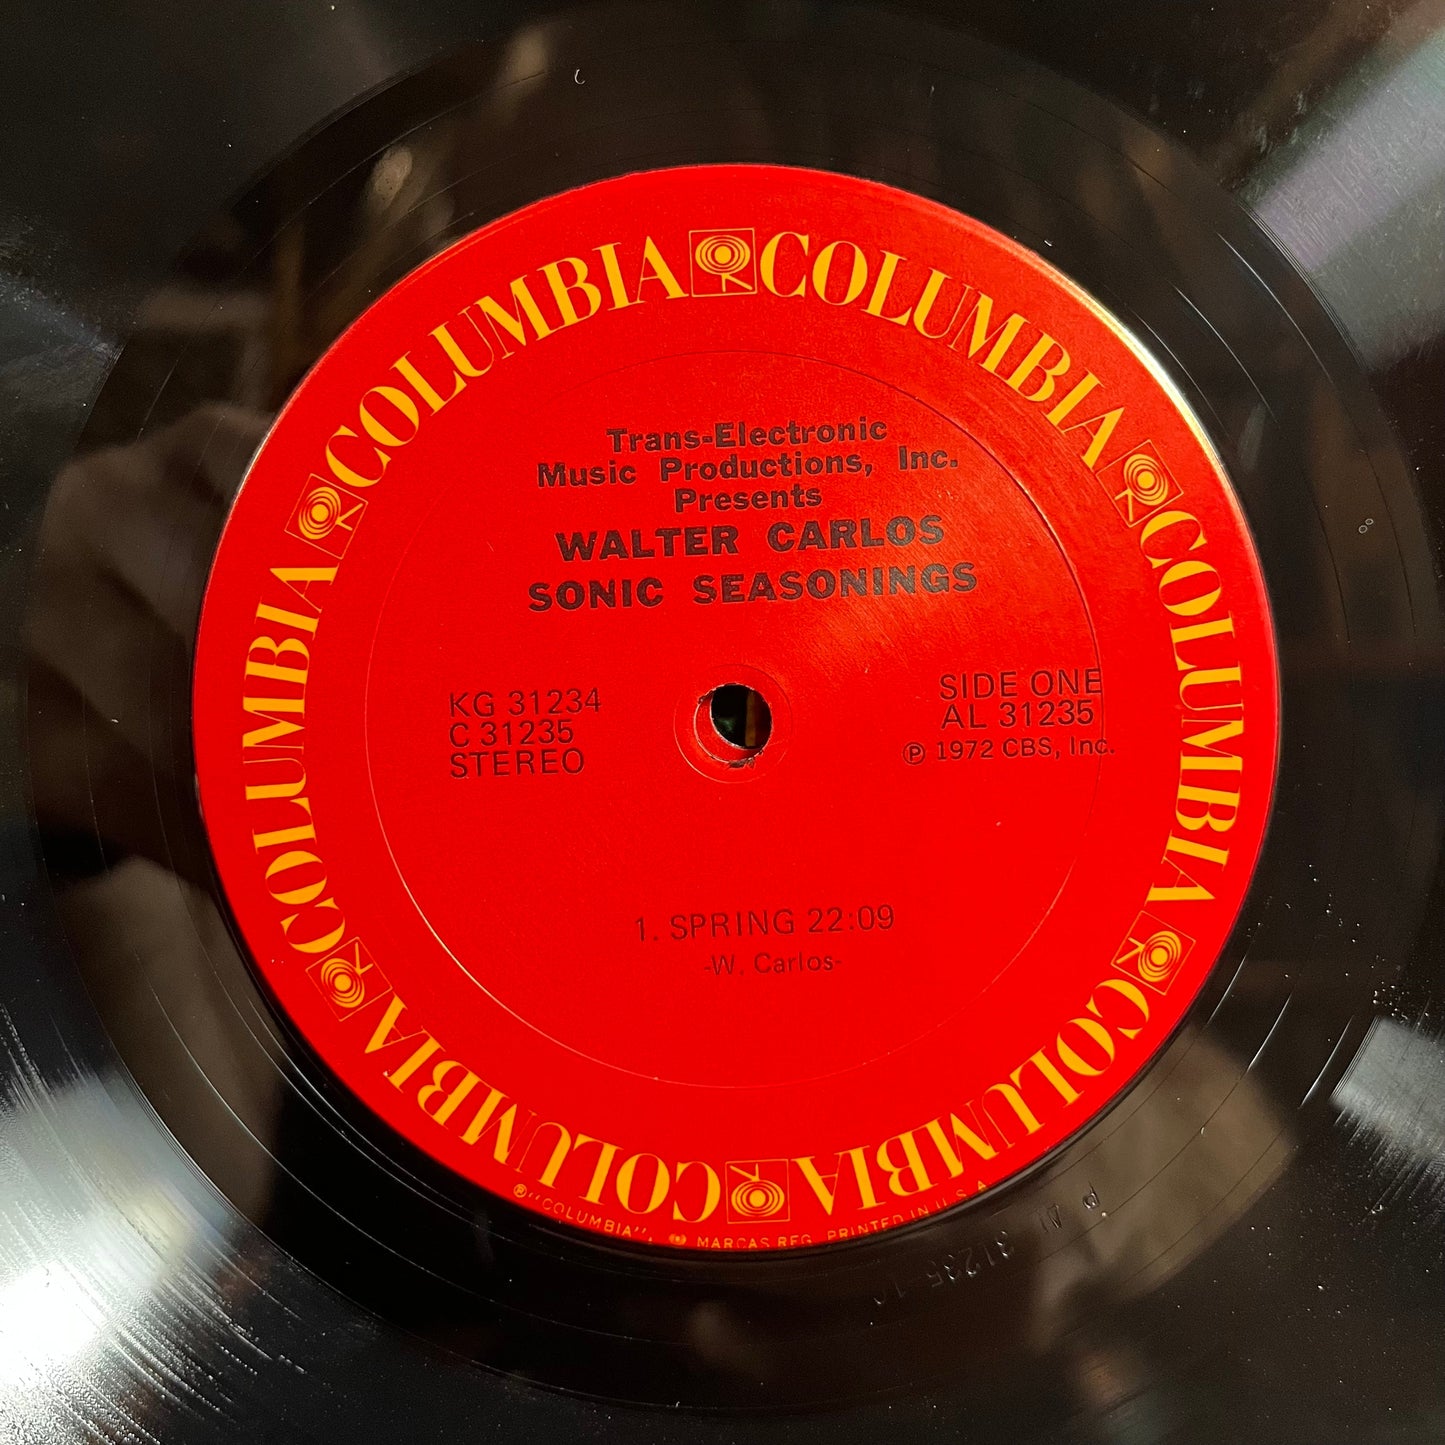 COLUMBIA COLUMBIA COLUMBIA COLUMBIA COLUMBIA COLUMBIA
Trans-Electronic
Music Productions, Inc.
Presents
WALTER CARLOS
SONIC SEASONINGS
KG 31234
C 31235
STEREO
SIDE ONE
AL 31235
℗ 1972 CBS, Inc.
1. SPRING 22:09
-W. Carlos-
® "COLUMBIA", MARCAS REG. PRINTED IN U.S.A.